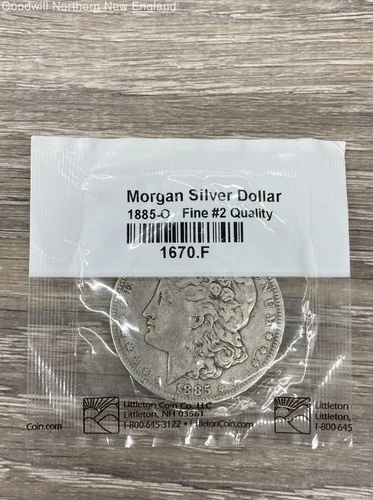 Goodwill Northern New England
Morgan Silver Dollar
1885-O Fine #2 Quality
1670.F
1885
Littleton Coin Co. LLC
Littleton, NH 03561
1-800-645-3122 • LittletonCoin.com
Coin.com
Littleton
Littleton,
1-800-645